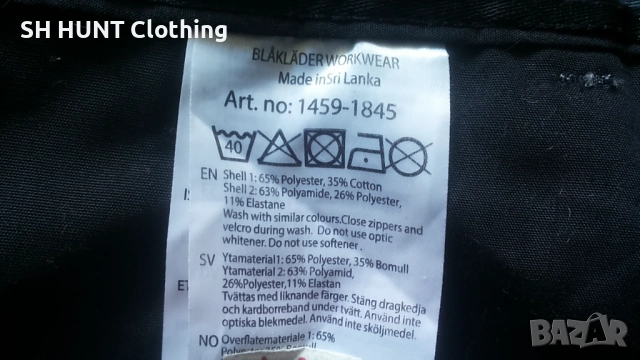 SH HUNT Clothing
BLÅKLÄDER WORKWEAR
Made inSri Lanka
Art. no: 1459-1845
40
EN Shell 1: 65% Polyester, 35% Cotton
Shell 2: 63% Polyamide, 26% Polyester,
11% Elastane
Wash with similar colours.Close zippers and
velcro during wash. Do not use optic
whitener. Do not use softener .
SV Ytamaterial1: 65% Polyester, 35% Bomull
Ytamaterial 2: 63% Polyamid,
26%Polyester,11% Elastan
Tvättas med liknande färger. Stäng dragkedja
och kardborreband under tvätt. Använd inte
optiska blekmedel. Använd inte sköljmedel.
NO Overflatemateriale 1: 65%
BAZAR